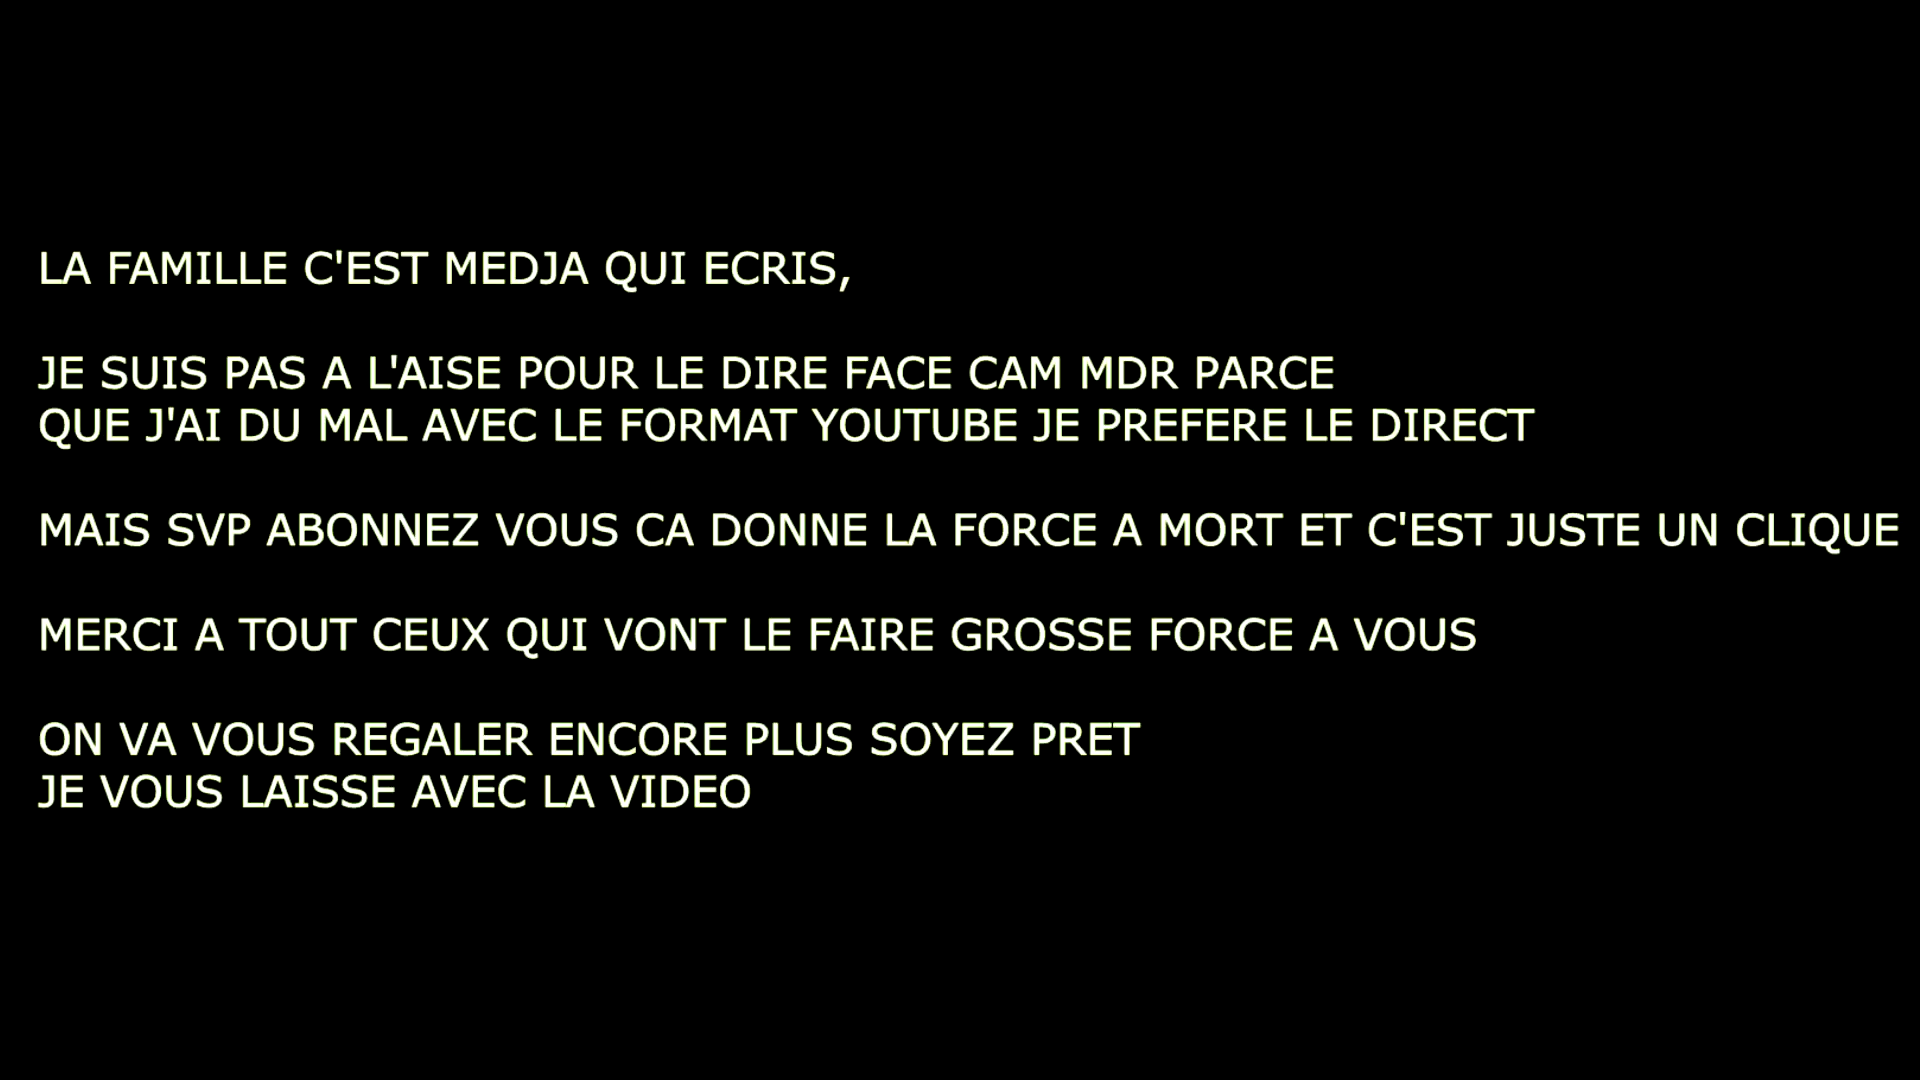 LA FAMILLE C'EST MEDJA QUI ECRIS,
JE SUIS PAS A L'AISE POUR LE DIRE FACE CAM MDR PARCE
QUE J'AI DU MAL AVEC LE FORMAT YOUTUBE JE PREFERE LE DIRECT
MAIS SVP ABONNEZ VOUS CA DONNE LA FORCE A MORT ET C'EST JUSTE UN CLIQUE
MERCI A TOUT CEUX QUI VONT LE FAIRE GROSSE FORCE A VOUS
ON VA VOUS REGALER ENCORE PLUS SOYEZ PRET
JE VOUS LAISSE AVEC LA VIDEO